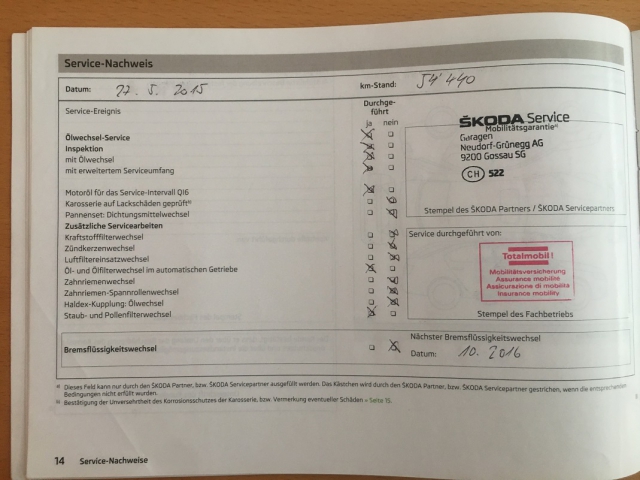 Service-Nachweis
Datum: 27. 5. 2015 km-Stand: 54'440
Service-Ereignis
Durchge-
führt
ja nein
Ölwechsel-Service
Inspektion
mit Ölwechsel
mit erweitertem Serviceumfang
Motoröl für das Service-Intervall QI6
Karosserie auf Lackschäden geprüft b)
Pannenset: Dichtungsmittelwechsel
Zusätzliche Servicearbeiten
Kraftstofffilterwechsel
Zündkerzenwechsel
Luftfiltereinsatzwechsel
Öl- und Ölfilterwechsel im automatischen Getriebe
Zahnriemenwechsel
Zahnriemen-Spannrollenwechsel
Haldex-Kupplung: Ölwechsel
Staub- und Pollenfilterwechsel
ŠKODA Service
Mobilitätsgarantie a)
Garagen
Neudorf-Grünegg AG
9200 Gossau SG
CH 522
Stempel des ŠKODA Partners / ŠKODA Servicepartners
Service durchgeführt von:
Totalmobil!
Mobilitätsversicherung
Assurance mobilité
Assicurazione di mobilità
Insurance mobility
Stempel des Fachbetriebs
Bremsflüssigkeitswechsel
Nächster Bremsflüssigkeitswechsel
Datum: 10. 2016
a) Dieses Feld kann nur durch den ŠKODA Partner, bzw. ŠKODA Servicepartner ausgefüllt werden. Das Kästchen wird durch den ŠKODA Partner, bzw. ŠKODA Servicepartner gestrichen, wenn die entsprechenden
Bedingungen nicht erfüllt wurden.
b) Bestätigung der Unversehrtheit des Korrosionsschutzes der Karosserie, bzw. Vermerkung eventueller Schäden » Seite 15.
14 Service-Nachweise